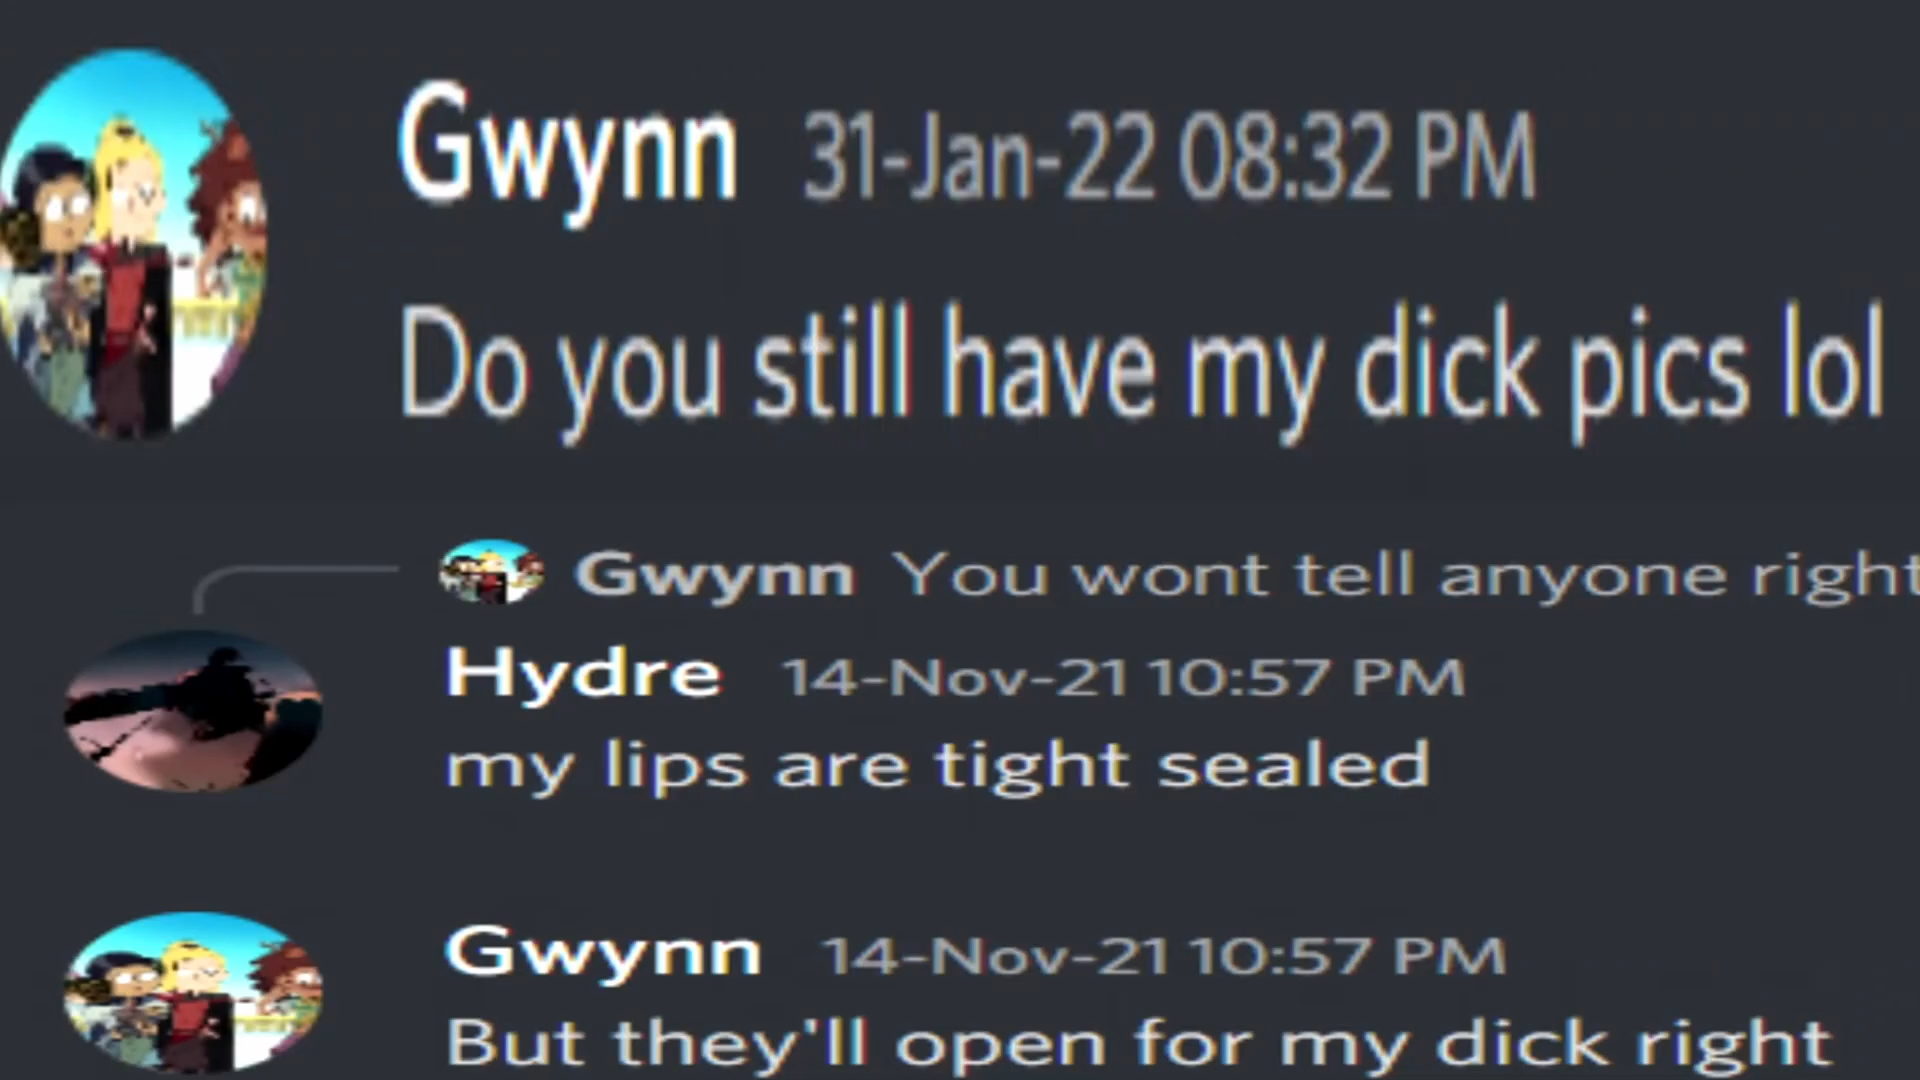 Gwynn 31-Jan-22 08:32 PM
Do you still have my dick pics lol
Gwynn You wont tell anyone right
Hydre 14-Nov-21 10:57 PM
my lips are tight sealed
Gwynn 14-Nov-21 10:57 PM
But they'll open for my dick right